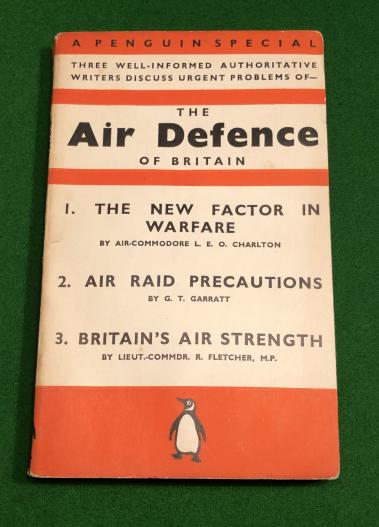 A PENGUIN SPECIAL
THREE WELL-INFORMED AUTHORITATIVE
WRITERS DISCUSS URGENT PROBLEMS OF—
THE
Air Defence
OF BRITAIN
1. THE NEW FACTOR IN
WARFARE
BY AIR-COMMODORE L. E. O. CHARLTON
2. AIR RAID PRECAUTIONS
BY G. T. GARRATT
3. BRITAIN'S AIR STRENGTH
BY LIEUT.-COMMDR. R. FLETCHER, M.P.